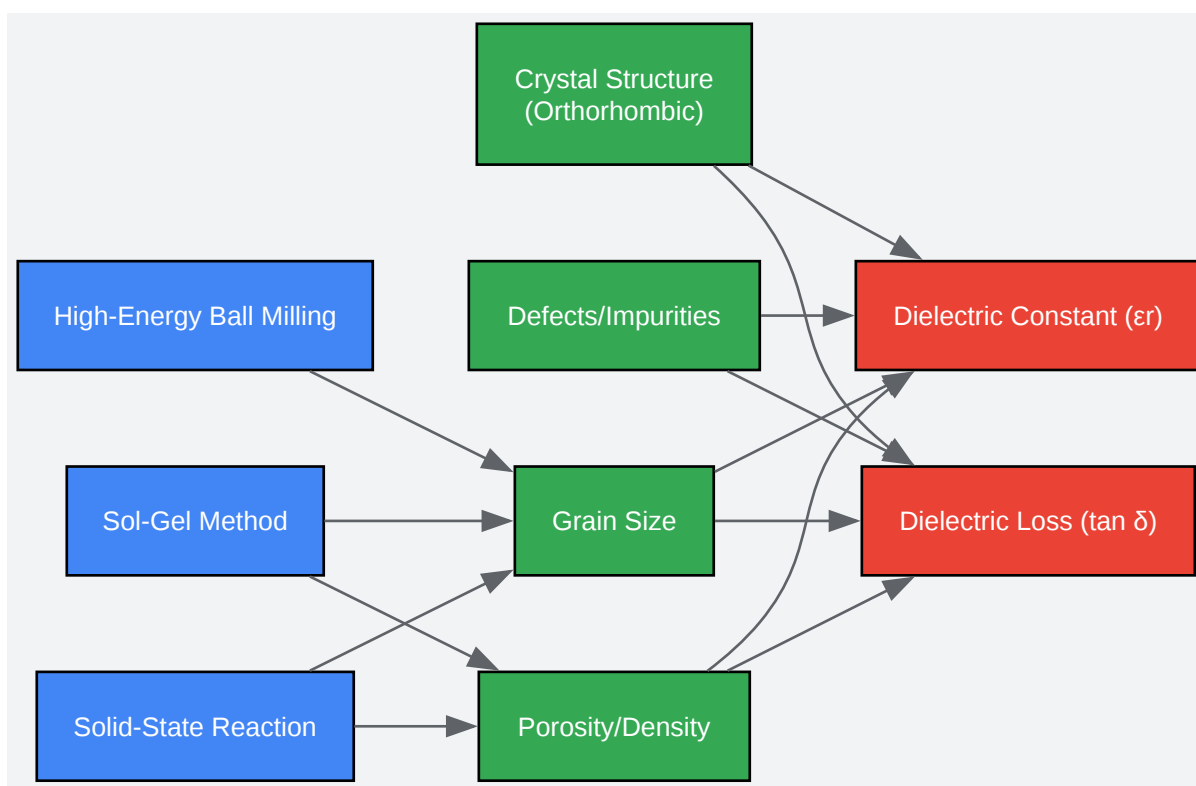 Crystal Structure
(Orthorhombic)
High-Energy Ball Milling
Defects/Impurities
Dielectric Constant (εr)
Sol-Gel Method
Grain Size
Dielectric Loss (tan δ)
Solid-State Reaction
Porosity/Density